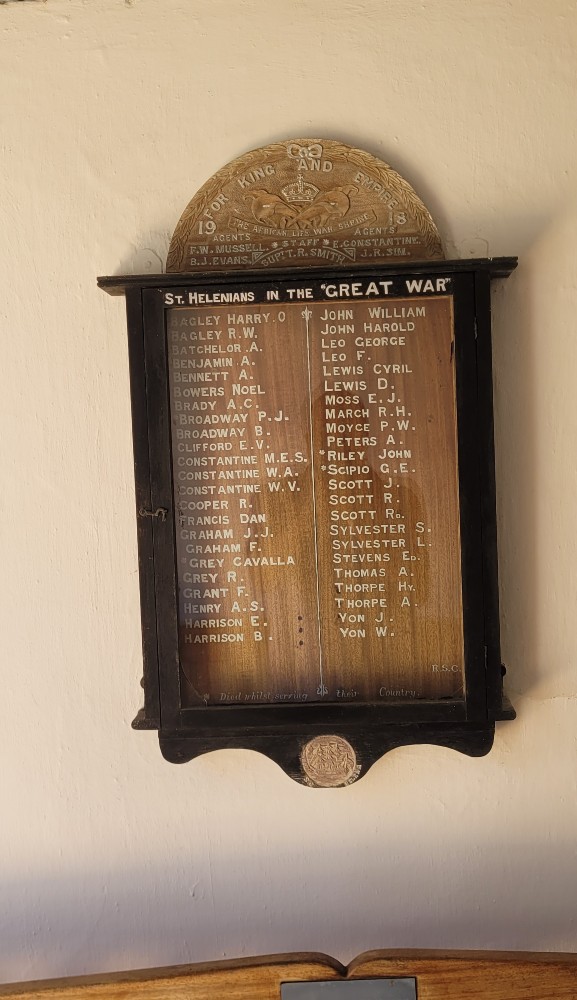 FOR KING AND EMPIRE
19 18
THE AFRICAN LIFE WAR SHRINE
AGENTS AGENTS
F.W. MUSSELL. STAFF E. CONSTANTINE.
B.J. EVANS. SUPLT. R. SMITH J.R. SIM.
ST. HELENIANS IN THE "GREAT WAR"
BAGLEY HARRY. O
BAGLEY R.W.
BATCHELOR. A.
BENJAMIN A.
BENNETT A.
BOWERS NOEL
BRADY A.C.
*BROADWAY P.J.
BROADWAY B.
CLIFFORD E.V.
CONSTANTINE M.E.S.
CONSTANTINE W.A.
CONSTANTINE W.V.
COOPER R.
FRANCIS DAN
GRAHAM J.J.
GRAHAM F.
*GREY CAVALLA
GREY R.
GRANT F.
HENRY A.S.
HARRISON E.
HARRISON B.
JOHN WILLIAM
JOHN HAROLD
LEO GEORGE
LEO F.
LEWIS CYRIL
LEWIS D.
MOSS E.J.
MARCH R.H.
MOYCE P.W.
PETERS A.
*RILEY JOHN
*SCIPIO G.E.
SCOTT J.
SCOTT R.
SCOTT RO.
SYLVESTER S.
SYLVESTER L.
STEVENS ED.
THOMAS A.
THORPE HY.
THORPE A.
YON J.
YON W.
R.S.C.
* Died whilst serving their Country.